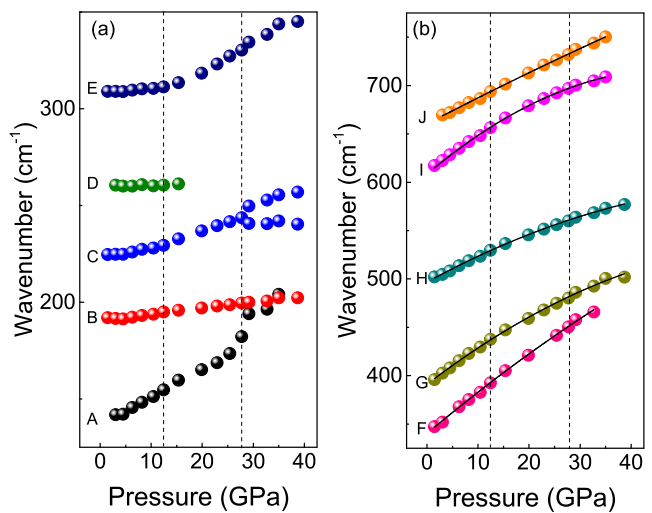 (a)
E
D
C
B
A
300
200
0
10
20
30
40
Wavenumber (cm⁻¹)
Pressure (GPa)
(b)
J
I
H
G
F
700
600
500
400
0
10
20
30
40
Wavenumber (cm⁻¹)
Pressure (GPa)